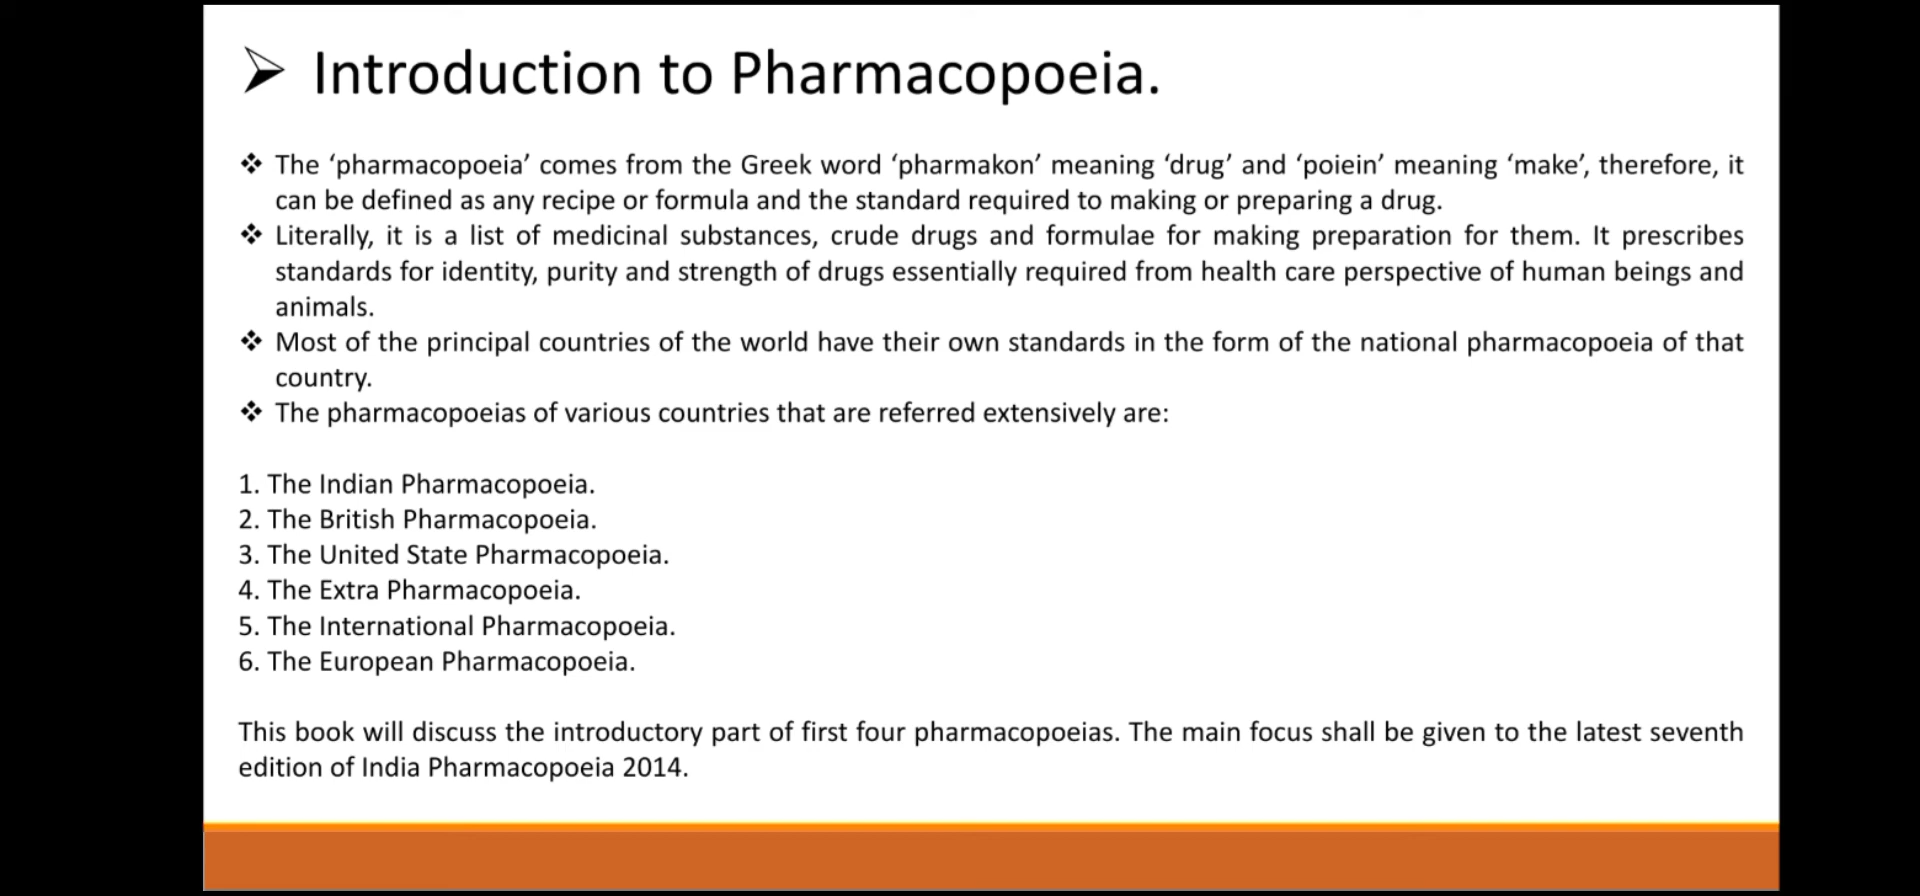 Introduction to Pharmacopoeia.
The ‘pharmacopoeia’ comes from the Greek word ‘pharmakon’ meaning ‘drug’ and ‘poiein’ meaning ‘make’, therefore, it
can be defined as any recipe or formula and the standard required to making or preparing a drug.
Literally, it is a list of medicinal substances, crude drugs and formulae for making preparation for them. It prescribes
standards for identity, purity and strength of drugs essentially required from health care perspective of human beings and
animals.
Most of the principal countries of the world have their own standards in the form of the national pharmacopoeia of that
country.
The pharmacopoeias of various countries that are referred extensively are:
1. The Indian Pharmacopoeia.
2. The British Pharmacopoeia.
3. The United State Pharmacopoeia.
4. The Extra Pharmacopoeia.
5. The International Pharmacopoeia.
6. The European Pharmacopoeia.
This book will discuss the introductory part of first four pharmacopoeias. The main focus shall be given to the latest seventh
edition of India Pharmacopoeia 2014.